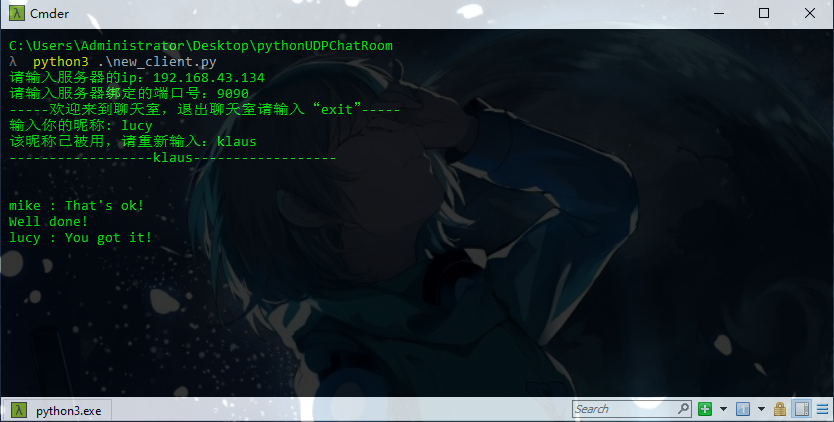 Cmder
C:\Users\Administrator\Desktop\pythonUDPChatRoom
λ  python3 .\new_client.py
请输入服务器的ip: 192.168.43.134
请输入服务器绑定的端口号: 9090
-----欢迎来到聊天室，退出聊天室请输入“exit”-----
输入你的昵称: lucy
该昵称已被用，请重新输入：klaus
------------------klaus------------------
mike : That's ok!
Well done!
lucy : You got it!
python3.exe
Search